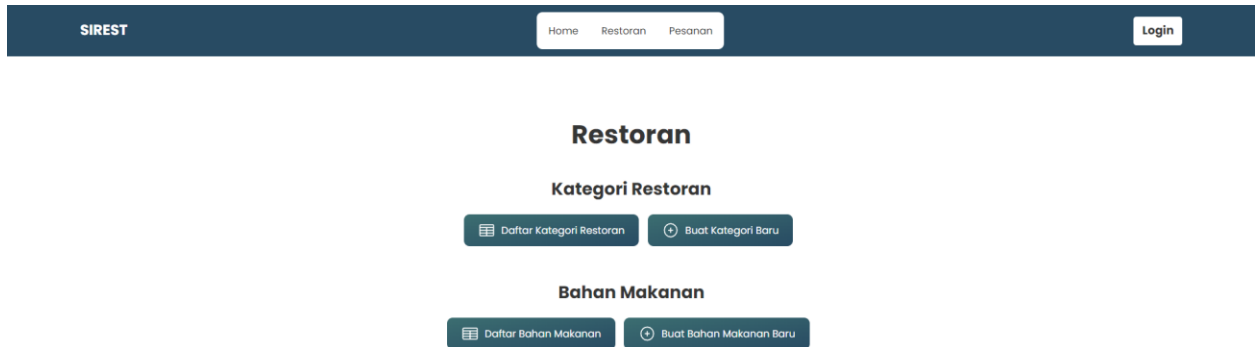 SIREST Home Restoran Pesanan Login
Restoran
Kategori Restoran
Daftar Kategori Restoran Buat Kategori Baru
Bahan Makanan
Daftar Bahan Makanan Buat Bahan Makanan Baru